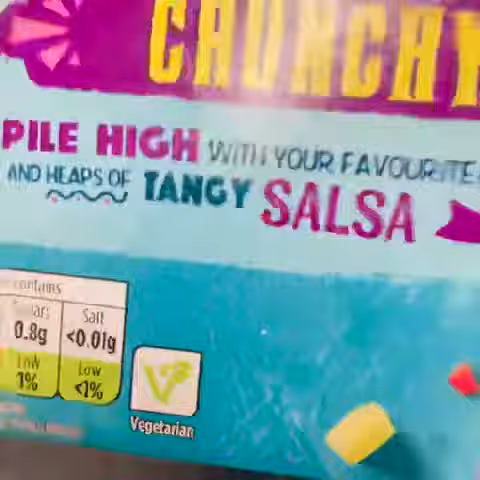 CRUNCHY
PILE HIGH WITH YOUR FAVOURITE
AND HEAPS OF TANGY SALSA
contains
Sugars Salt
0.8g <0.01g
Low Low
1% <1%
Vegetarian